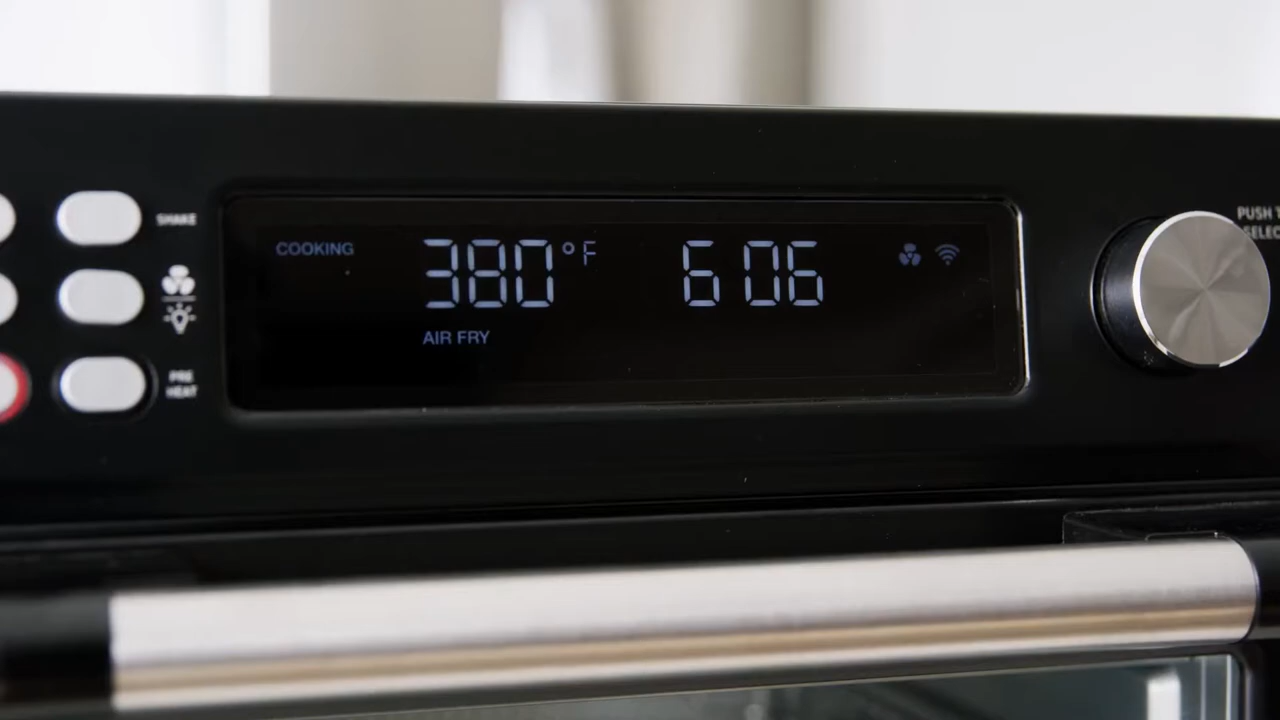 SHAKE
PRE
HEAT
COOKING
380°F
6 06
AIR FRY
PUSH
SELEC